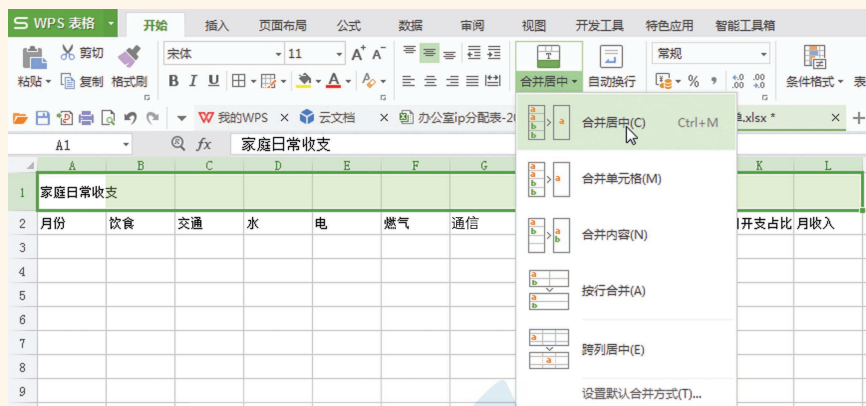 WPS 表格 开始 插入 页面布局 公式 数据 审阅 视图 开发工具 特色应用 智能工具箱
剪切 宋体 11 A+ A- 常规
粘贴 复制 格式刷 B I U A 合并居中 自动换行 % 条件格式 表
我的WPS × 云文档 × 办公室ip分配表-20 .xlsx * × +
A1 fx 家庭日常收支
合并居中(C) Ctrl+M
合并单元格(M)
合并内容(N)
按行合并(A)
跨列居中(E)
设置默认合并方式(T)...
A B C D E F G K L
1 家庭日常收支
2 月份 饮食 交通 水 电 燃气 通信 开支占比 月收入
3
4
5
6
7
8
9